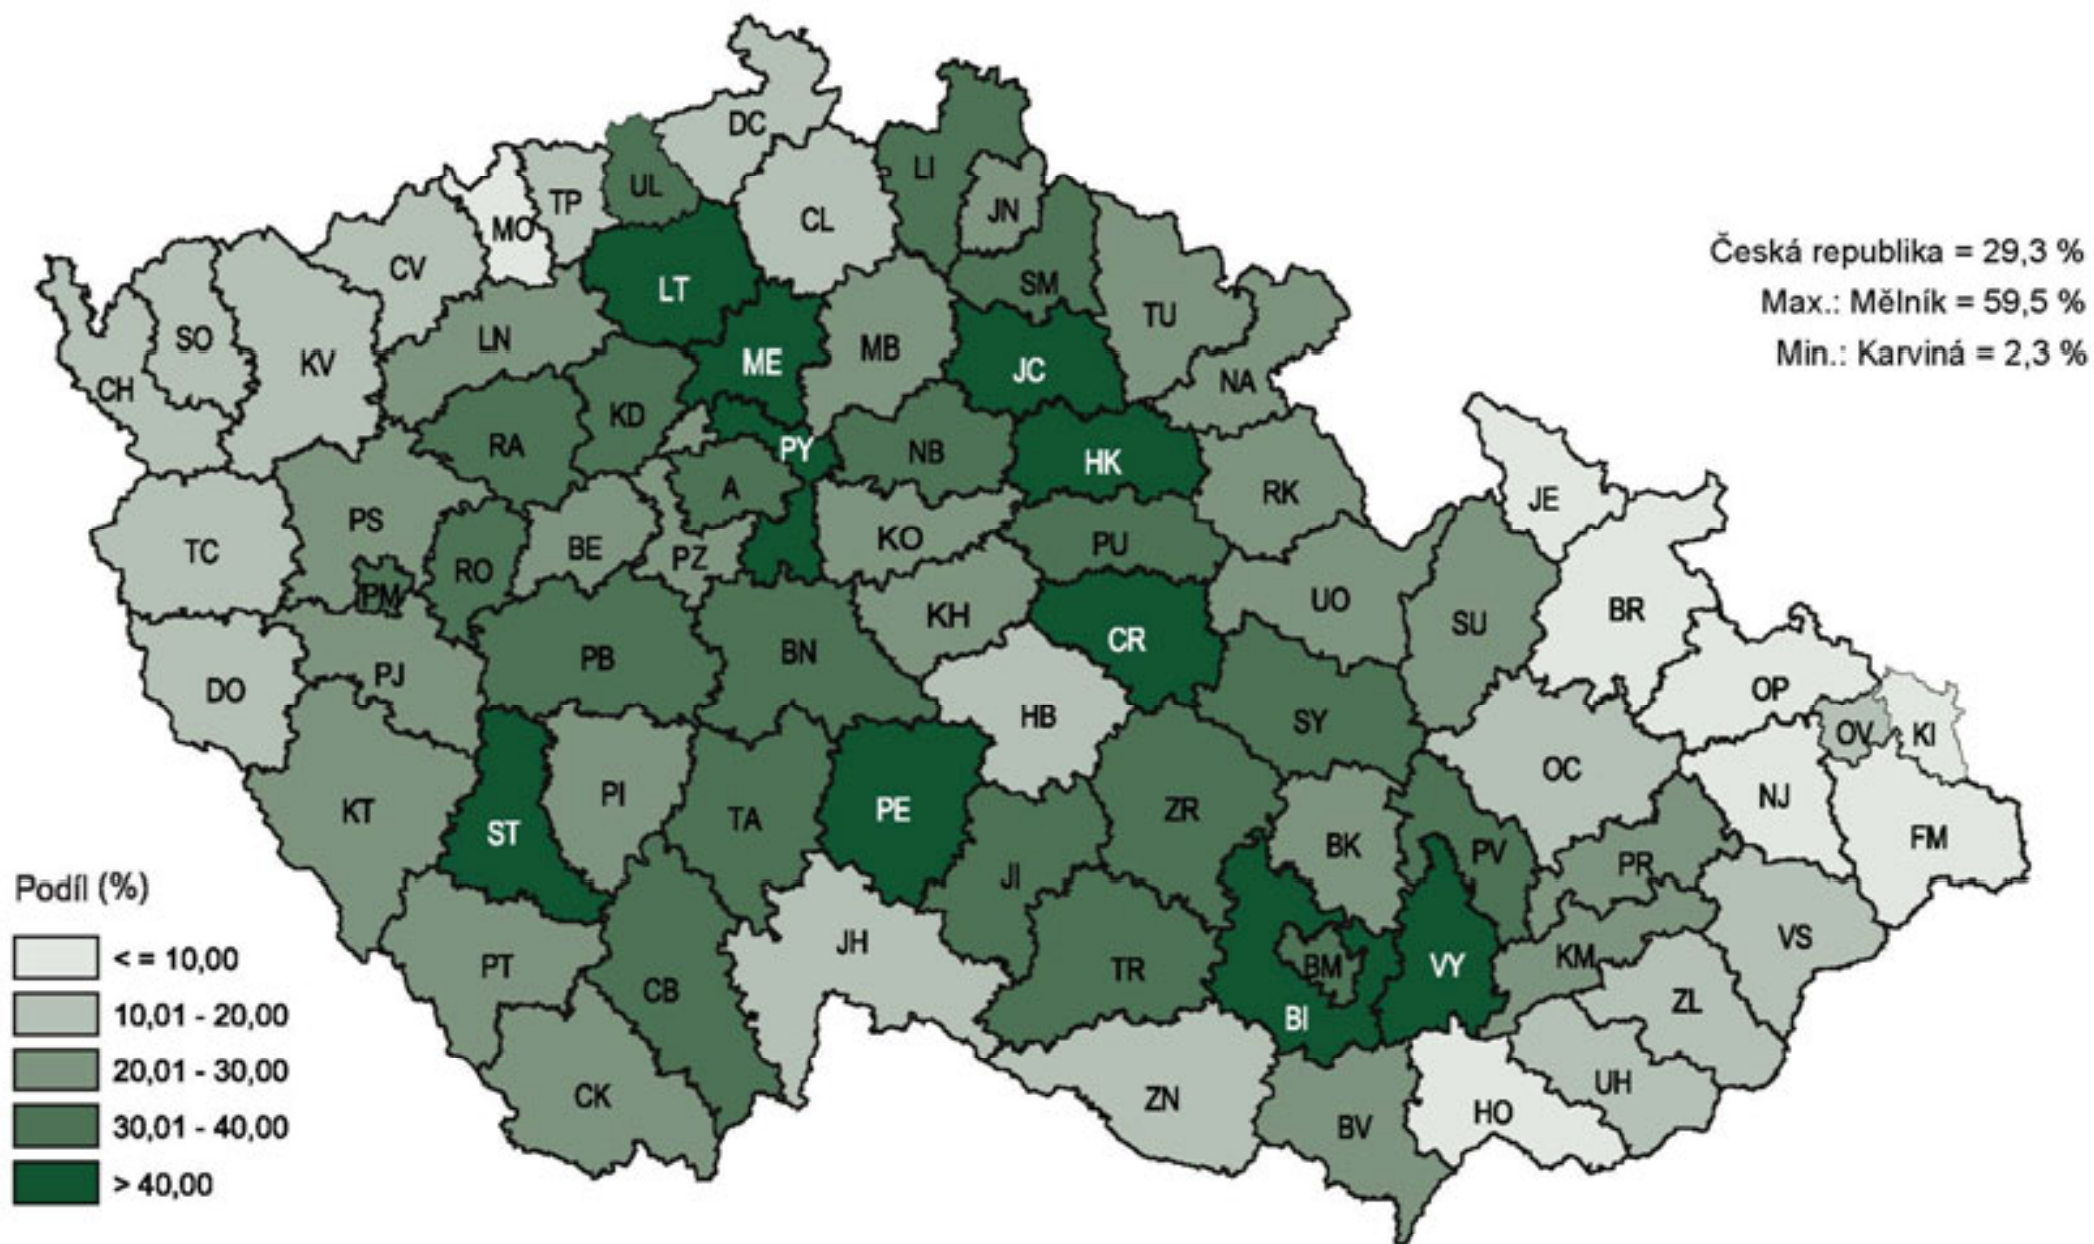 DC
LI
UL
TP
JN
MO
CL
CV
Česká republika = 29,3 %
LT
SM
Max.: Mělník = 59,5 %
TU
SO
LN
MB
Min.: Karviná = 2,3 %
KV
ME
JC
NA
CH
KD
RA
PY
NB
HK
A
RK
JE
PS
KO
PU
TC
BE
PZ
RO
PM
UO
BR
KH
SU
CR
PB
BN
PJ
DO
OP
HB
SY
OV
KI
OC
PI
NJ
KT
PE
ZR
TA
ST
BK
FM
PV
PR
JI
Podíl (%)
VS
JH
< = 10,00
KM
PT
TR
BM
VY
CB
ZL
10,01 - 20,00
BI
20,01 - 30,00
UH
CK
ZN
HO
30,01 - 40,00
BV
> 40,00